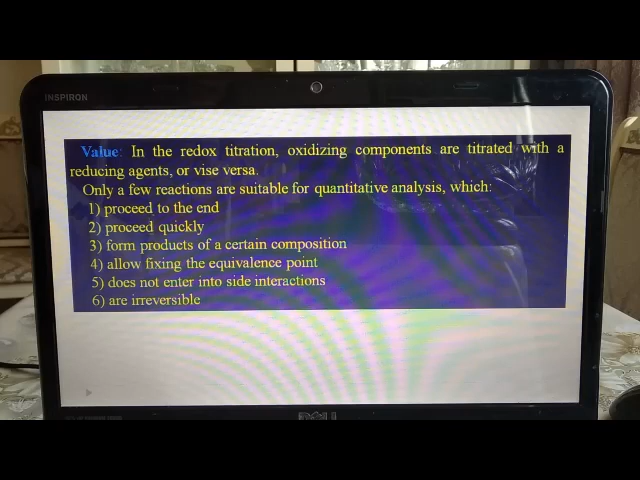 INSPIRON
Value: In the redox titration, oxidizing components are titrated with a
reducing agents, or vise versa.
Only a few reactions are suitable for quantitative analysis, which:
1) proceed to the end
2) proceed quickly
3) form products of a certain composition
4) allow fixing the equivalence point
5) does not enter into side interactions
6) are irreversible
DELL